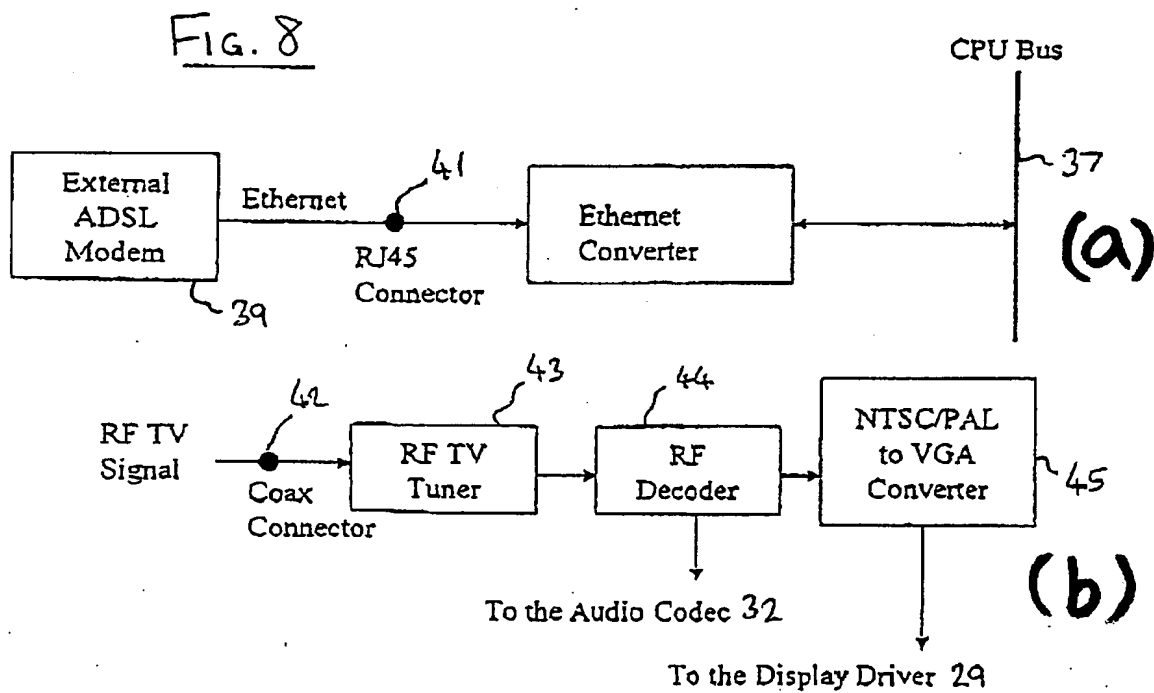 FIG. 8
CPU Bus
External
ADSL
Modem
Ethernet
41
RJ45
Connector
Ethernet
Converter
37
(a)
39
RF TV
Signal
42
Coax
Connector
43
RF TV
Tuner
44
RF
Decoder
NTSC/PAL
to VGA
Converter
45
(b)
To the Audio Codec 32
To the Display Driver 29